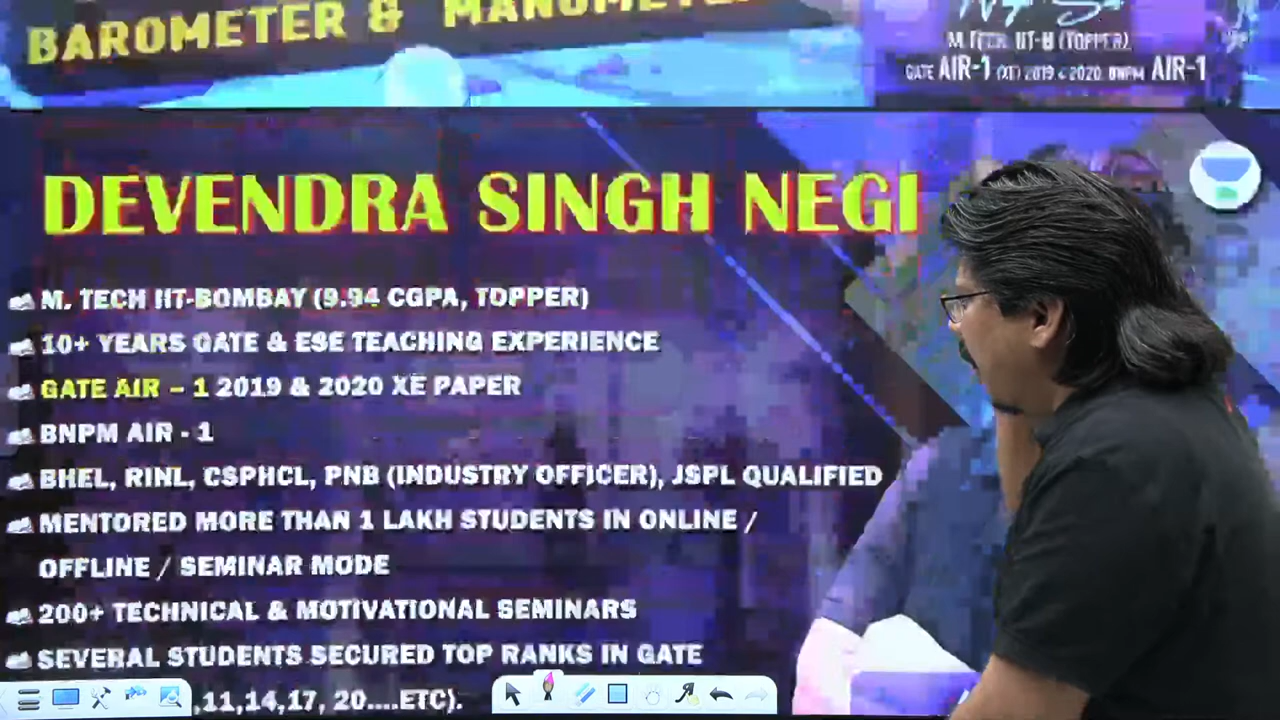 BAROMETER & MANOMETER
M. TECH. IIT-B (TOPPER),
GATE AIR-1 (XE) 2019 & 2020, BNPM AIR-1
DEVENDRA SINGH NEGI
M. TECH IIT-BOMBAY (9.94 CGPA, TOPPER)
10+ YEARS GATE & ESE TEACHING EXPERIENCE
GATE AIR – 1 2019 & 2020 XE PAPER
BNPM AIR - 1
BHEL, RINL, CSPHCL, PNB (INDUSTRY OFFICER), JSPL QUALIFIED
MENTORED MORE THAN 1 LAKH STUDENTS IN ONLINE /
OFFLINE / SEMINAR MODE
200+ TECHNICAL & MOTIVATIONAL SEMINARS
SEVERAL STUDENTS SECURED TOP RANKS IN GATE
,11,14,17, 20....ETC).